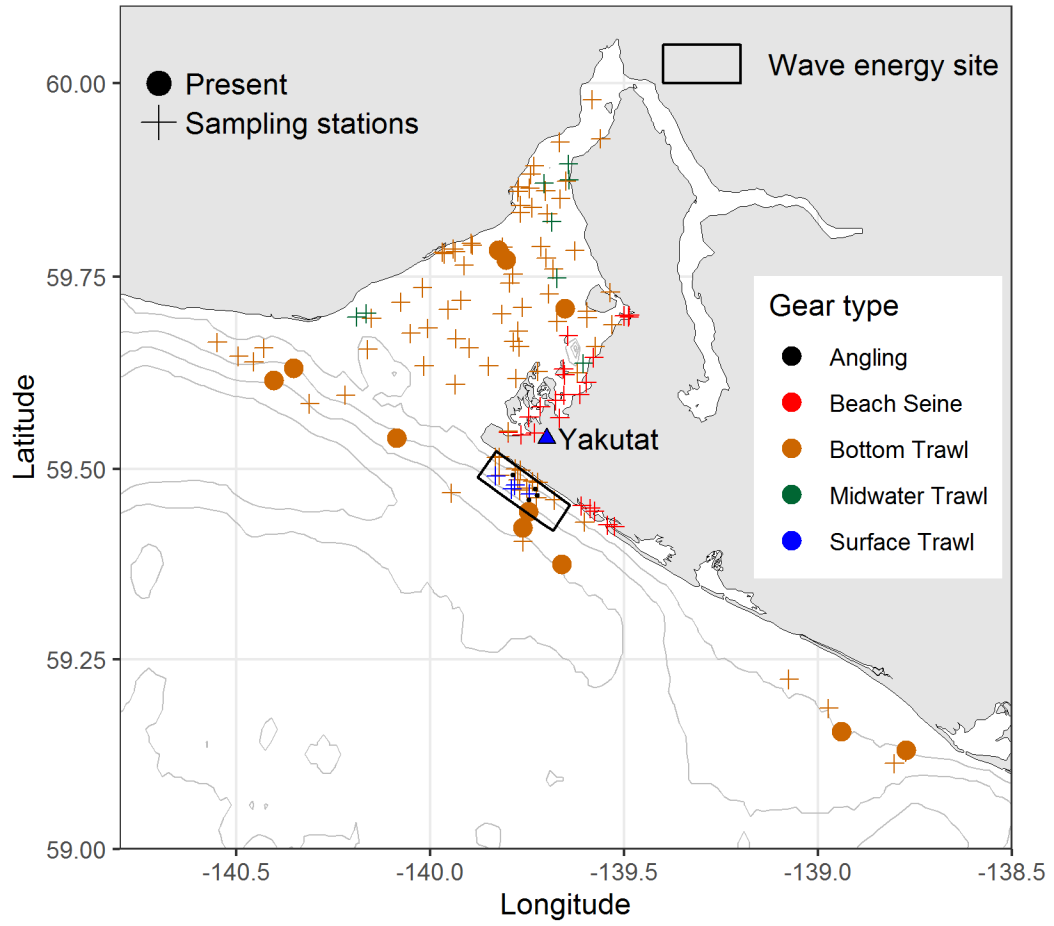 Present
Sampling stations
Wave energy site
60.00
59.75
59.50
59.25
59.00
Latitude
Yakutat
Gear type
Angling
Beach Seine
Bottom Trawl
Midwater Trawl
Surface Trawl
-140.5
-140.0
-139.5
-139.0
-138.5
Longitude